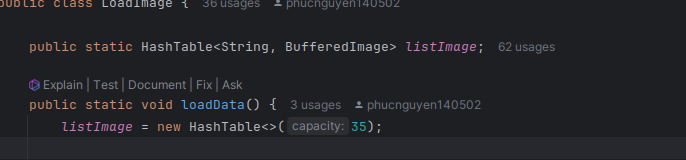 public class LoadImage { 36 usages phucnguyen140502
public static HashTable<String, BufferedImage> listImage; 62 usages
Explain | Test | Document | Fix | Ask
public static void loadData() { 3 usages phucnguyen140502
listImage = new HashTable<>( capacity: 35);